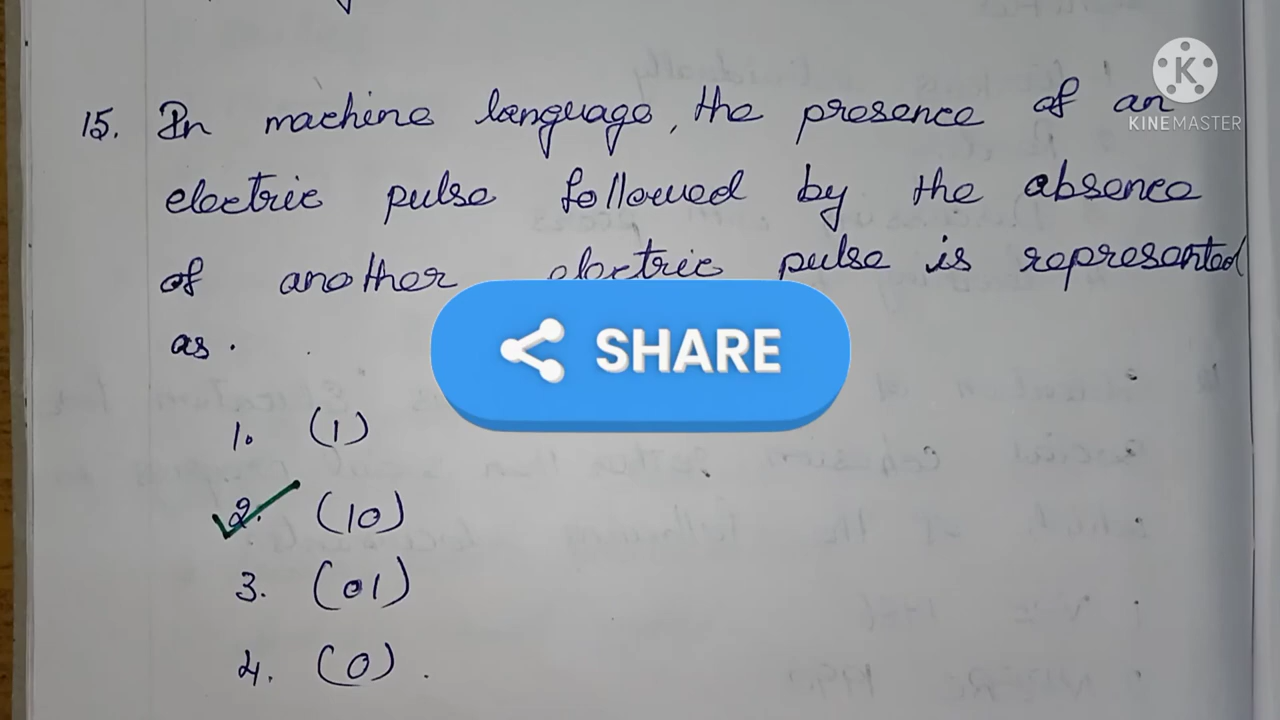 15. In machine language, the presence of an
KINEMASTER
electric pulse followed by the absence
of another electric pulse is represented
as.
SHARE
1. (1)
2. (10)
3. (01)
4. (0).